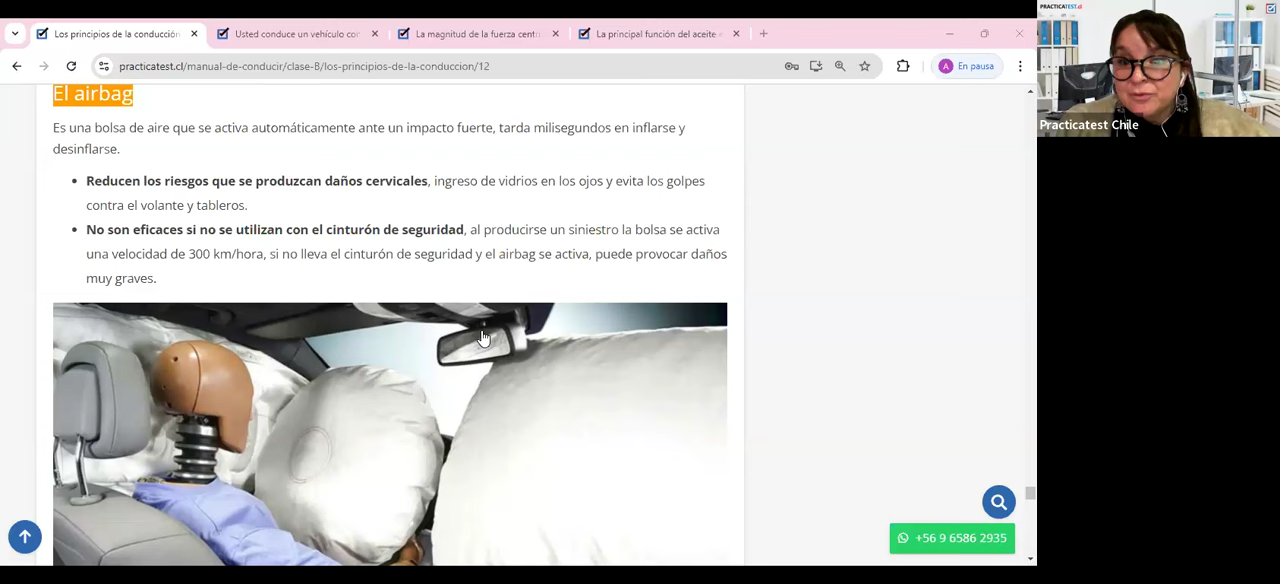 Los principios de la conducción
Usted conduce un vehículo con
La magnitud de la fuerza centr
La principal función del aceite
practicatest.cl/manual-de-conducir/clase-B/los-principios-de-la-conduccion/12
A
En pausa
El airbag
Es una bolsa de aire que se activa automáticamente ante un impacto fuerte, tarda milisegundos en inflarse y
desinflarse.
Reducen los riesgos que se produzcan daños cervicales, ingreso de vidrios en los ojos y evita los golpes
contra el volante y tableros.
No son eficaces si no se utilizan con el cinturón de seguridad, al producirse un siniestro la bolsa se activa
una velocidad de 300 km/hora, si no lleva el cinturón de seguridad y el airbag se activa, puede provocar daños
muy graves.
+56 9 6586 2935
PRACTICATEST.cl
Practicatest Chile